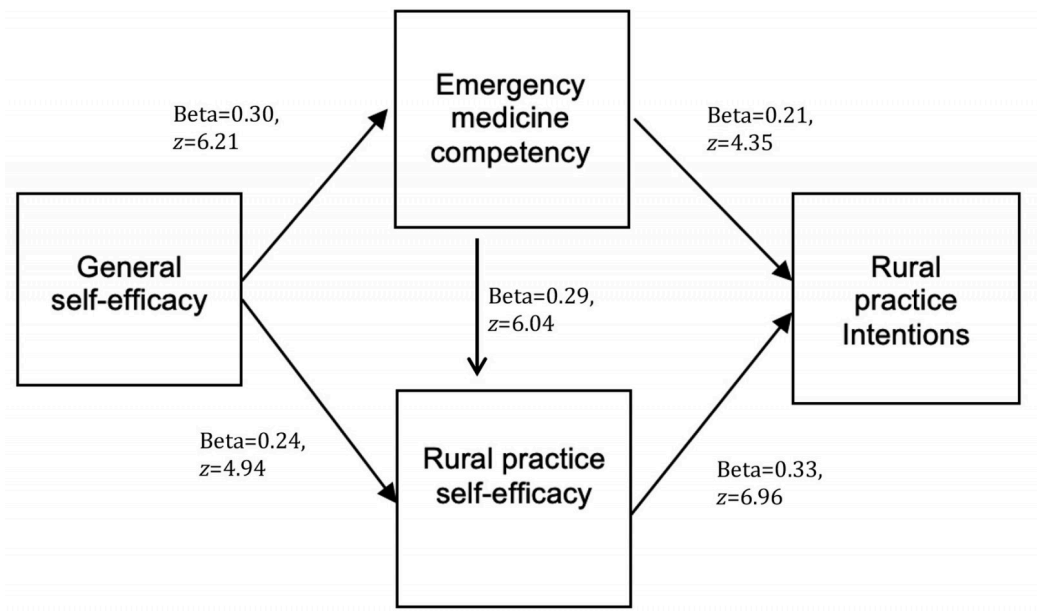 Emergency
medicine
competency
Beta=0.30,
z=6.21
Beta=0.21,
z=4.35
General
self-efficacy
Rural
practice
Intentions
Beta=0.29,
z=6.04
Beta=0.24,
z=4.94
Rural practice
self-efficacy
Beta=0.33,
z=6.96